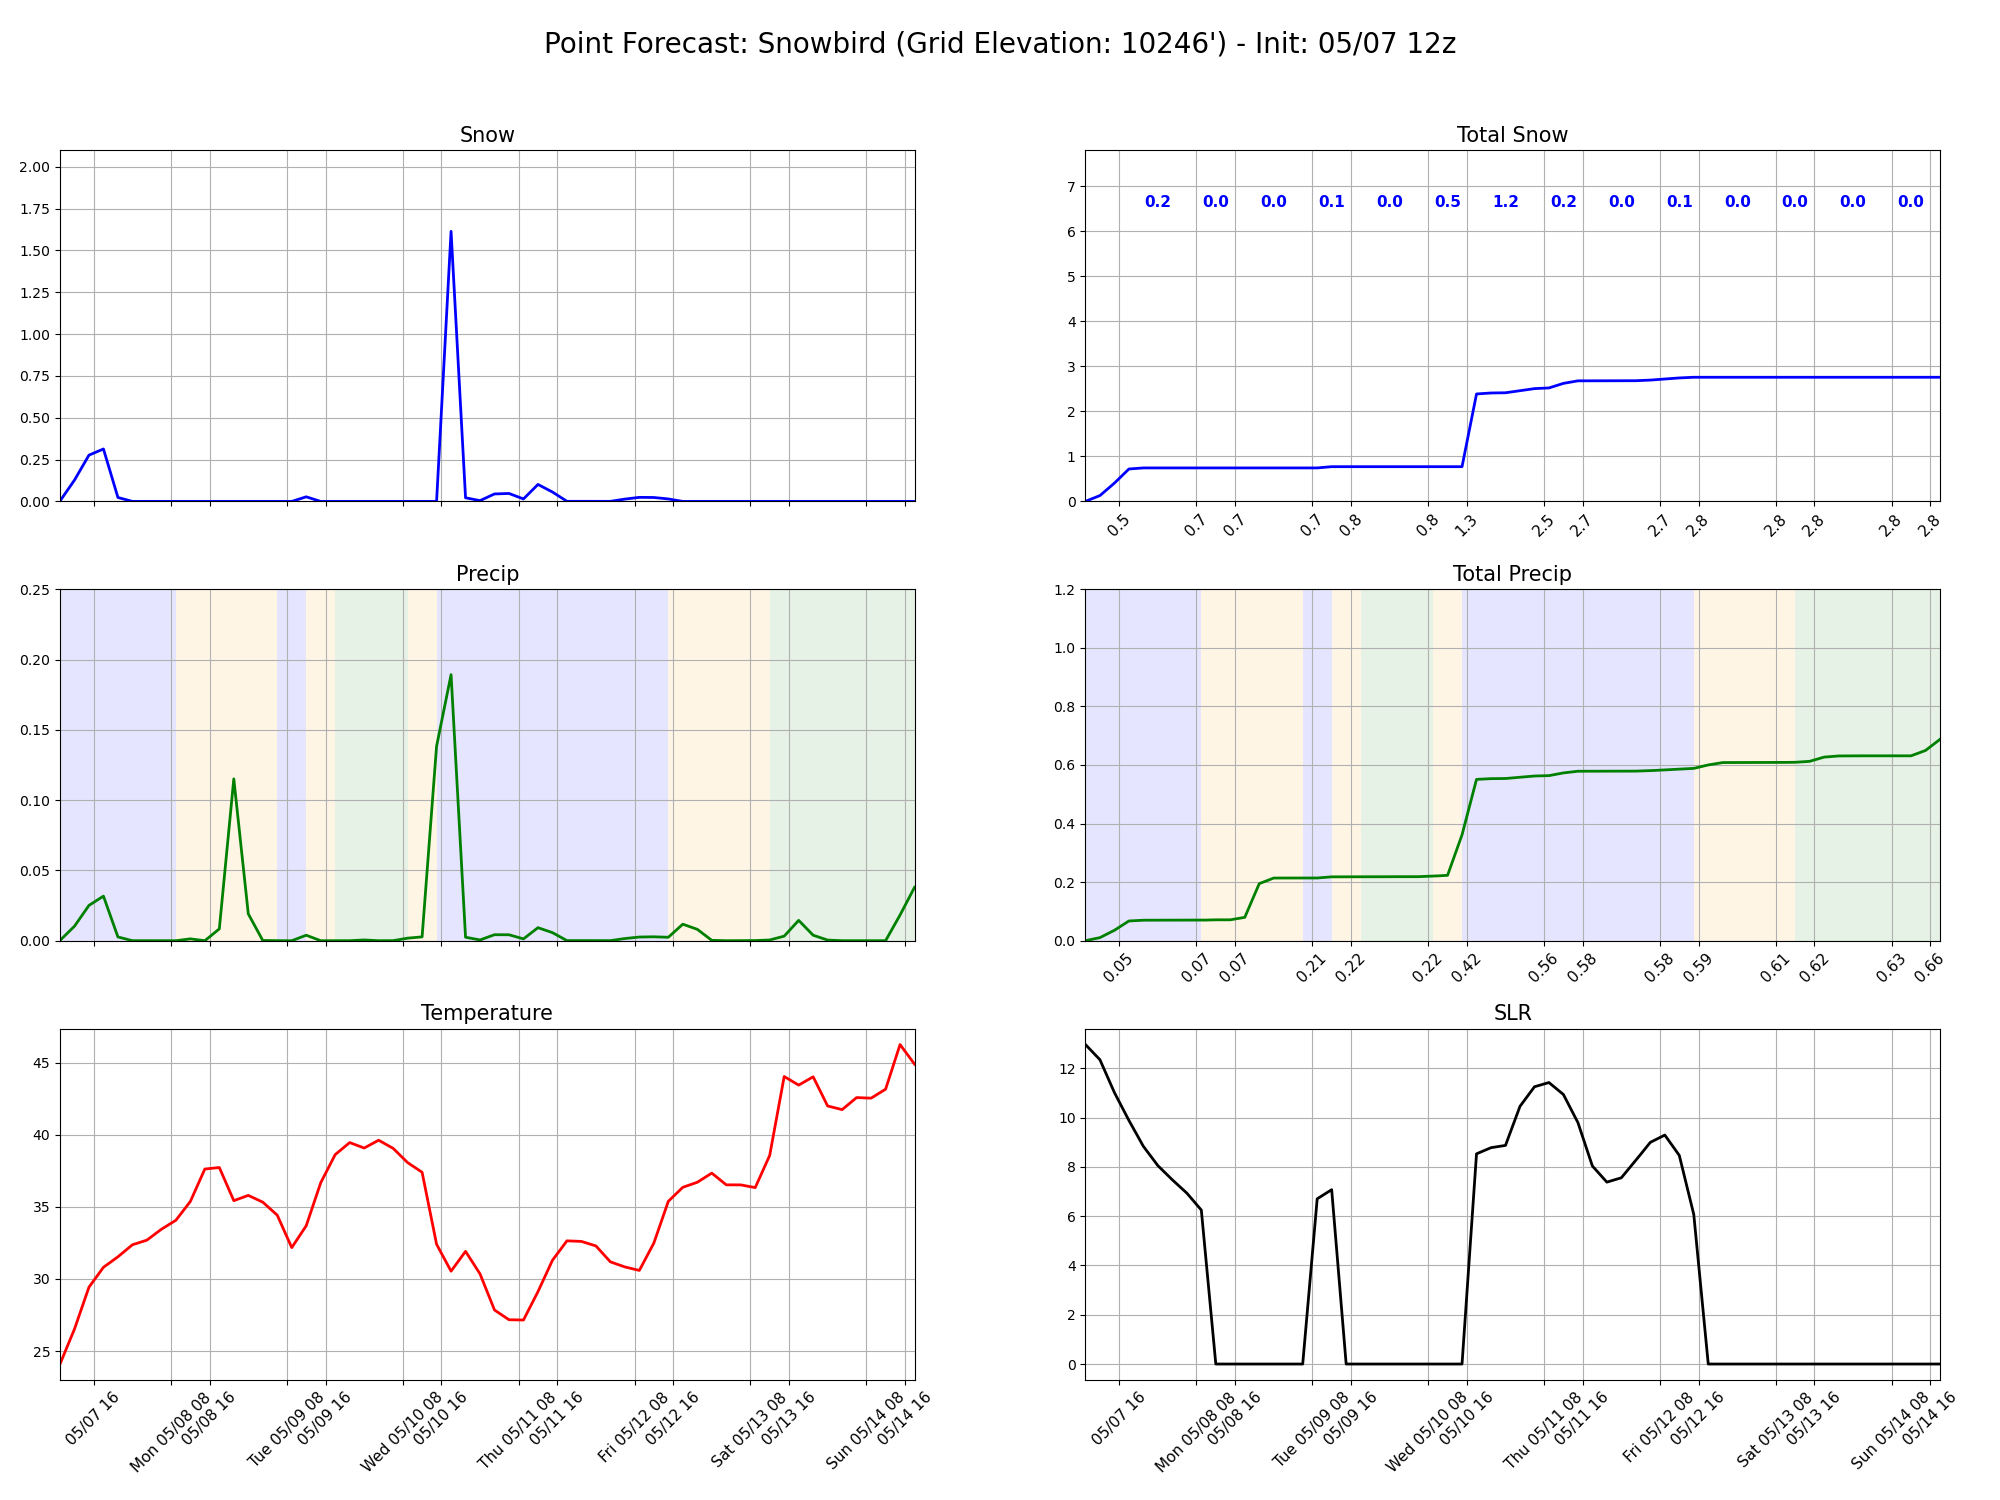 Point Forecast: Snowbird (Grid Elevation: 10246') - Init: 05/07 12z
Snow
2.00
1.75
1.50
1.25
1.00
0.75
0.50
0.25
0.00
Total Snow
7
6
5
4
3
2
1
0
0.2 0.0 0.0 0.1 0.0 0.5 1.2 0.2 0.0 0.1 0.0 0.0 0.0 0.0
0.5 0.7 0.7 0.7 0.8 0.8 1.3 2.5 2.7 2.7 2.8 2.8 2.8 2.8 2.8
Precip
0.25
0.20
0.15
0.10
0.05
0.00
Total Precip
1.2
1.0
0.8
0.6
0.4
0.2
0.0
0.05 0.07 0.07 0.21 0.22 0.22 0.42 0.56 0.58 0.58 0.59 0.61 0.62 0.63 0.66
Temperature
45
40
35
30
25
05/07 16
Mon 05/08 08
05/08 16
Tue 05/09 08
05/09 16
Wed 05/10 08
05/10 16
Thu 05/11 08
05/11 16
Fri 05/12 08
05/12 16
Sat 05/13 08
05/13 16
Sun 05/14 08
05/14 16
SLR
12
10
8
6
4
2
0
05/07 16
Mon 05/08 08
05/08 16
Tue 05/09 08
05/09 16
Wed 05/10 08
05/10 16
Thu 05/11 08
05/11 16
Fri 05/12 08
05/12 16
Sat 05/13 08
05/13 16
Sun 05/14 08
05/14 16